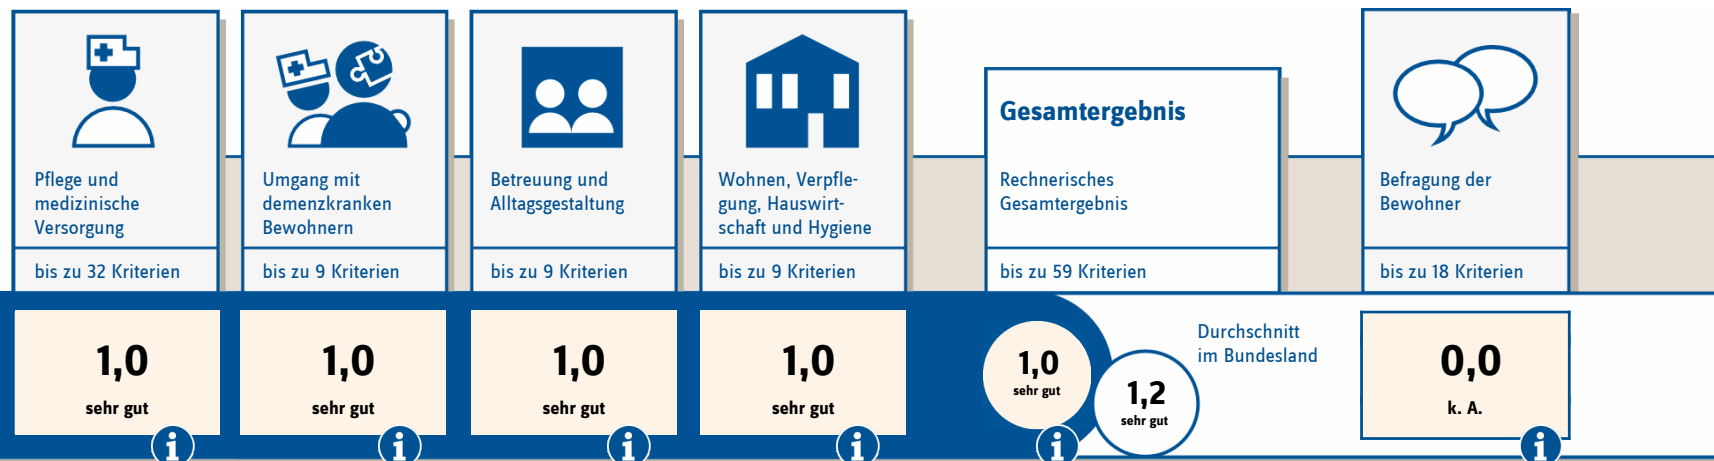 Pflege und
medizinische
Versorgung
bis zu 32 Kriterien
1,0
sehr gut
Umgang mit
demenzkranken
Bewohnern
bis zu 9 Kriterien
1,0
sehr gut
Betreuung und
Alltagsgestaltung
bis zu 9 Kriterien
1,0
sehr gut
Wohnen, Verpfle-
gung, Hauswirt-
schaft und Hygiene
bis zu 9 Kriterien
1,0
sehr gut
Gesamtergebnis
Rechnerisches
Gesamtergebnis
bis zu 59 Kriterien
1,0
sehr gut
Durchschnitt
im Bundesland
1,2
sehr gut
Befragung der
Bewohner
bis zu 18 Kriterien
0,0
k. A.